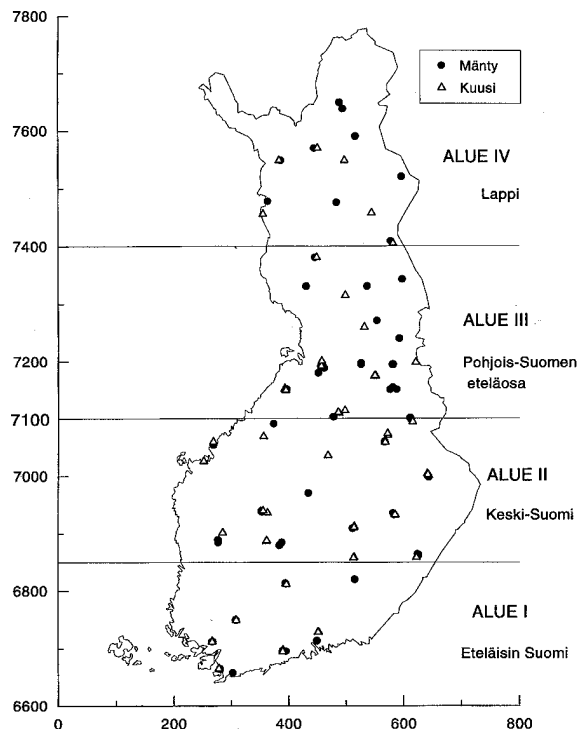 7800
Mänty
Kuusi
7600
ALUE IV
Lappi
7400
ALUE III
7200
Pohjois-Suomen
eteläosa
7100
7000
ALUE II
Keski-Suomi
6800
ALUE I
Eteläisin Suomi
6600
0 200 400 600 800